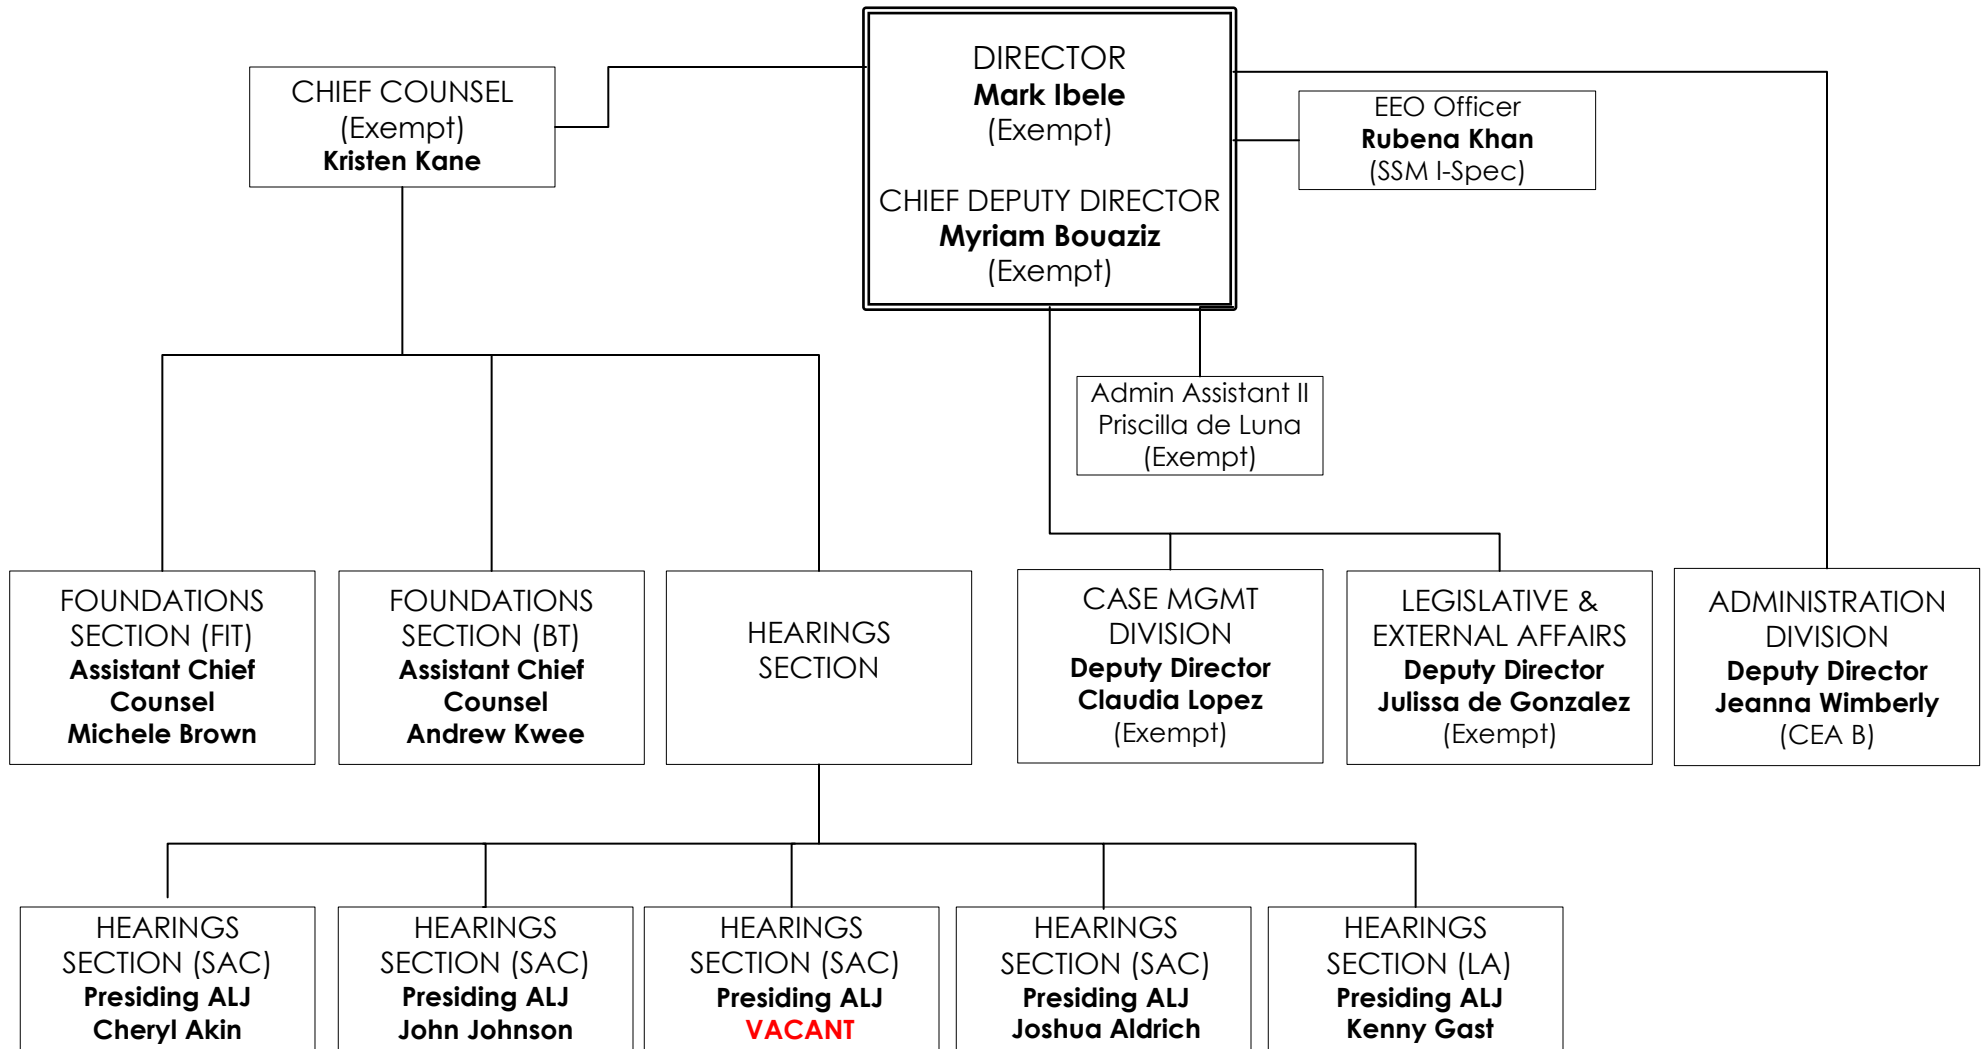 DIRECTOR
Mark Ibele
(Exempt)
CHIEF DEPUTY DIRECTOR
Myriam Bouaziz
(Exempt)
CHIEF COUNSEL
(Exempt)
Kristen Kane
EEO Officer
Rubena Khan
(SSM I-Spec)
Admin Assistant II
Priscilla de Luna
(Exempt)
FOUNDATIONS
SECTION (FIT)
Assistant Chief
Counsel
Michele Brown
FOUNDATIONS
SECTION (BT)
Assistant Chief
Counsel
Andrew Kwee
HEARINGS
SECTION
CASE MGMT
DIVISION
Deputy Director
Claudia Lopez
(Exempt)
LEGISLATIVE &
EXTERNAL AFFAIRS
Deputy Director
Julissa de Gonzalez
(Exempt)
ADMINISTRATION
DIVISION
Deputy Director
Jeanna Wimberly
(CEA B)
HEARINGS
SECTION (SAC)
Presiding ALJ
Cheryl Akin
HEARINGS
SECTION (SAC)
Presiding ALJ
John Johnson
HEARINGS
SECTION (SAC)
Presiding ALJ
VACANT
HEARINGS
SECTION (SAC)
Presiding ALJ
Joshua Aldrich
HEARINGS
SECTION (LA)
Presiding ALJ
Kenny Gast